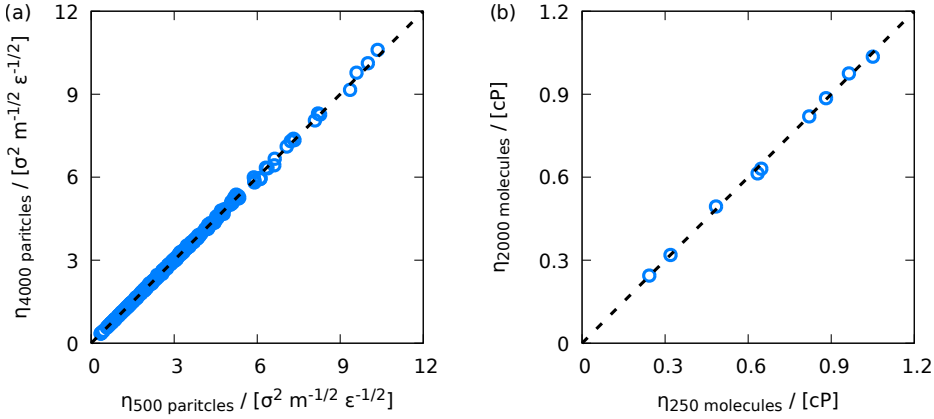 (a)
12
9
6
3
0
η4000 paritcles / [σ² m⁻¹/² ε⁻¹/²]
0 3 6 9 12
η500 paritcles / [σ² m⁻¹/² ε⁻¹/²]
(b)
1.2
0.9
0.6
0.3
0
η2000 molecules / [cP]
0 0.3 0.6 0.9 1.2
η250 molecules / [cP]